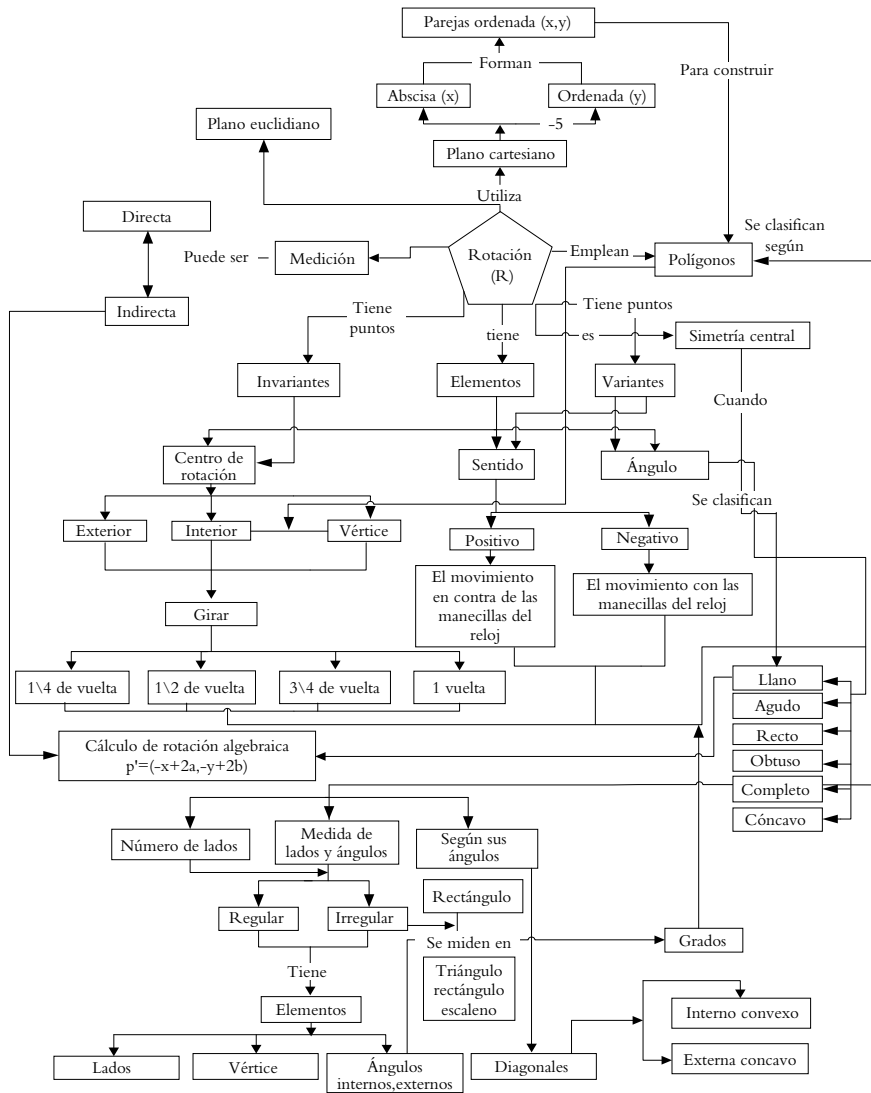 Parejas ordenada (x,y)
Forman
Para construir
Abscisa (x)
Ordenada (y)
Plano euclidiano
-5
Plano cartesiano
Utiliza
Directa
Se clasifican
según
Puede ser
Medición
Rotación
(R)
Emplean
Polígonos
Indirecta
Tiene
puntos
tiene
Tiene puntos
es
Simetría central
Invariantes
Elementos
Variantes
Cuando
Centro de
rotación
Sentido
Ángulo
Se clasifican
Exterior
Interior
Vértice
Positivo
Negativo
El movimiento
en contra de las
manecillas del
reloj
El movimiento con las
manecillas del reloj
Girar
1\4 de vuelta
1\2 de vuelta
3\4 de vuelta
1 vuelta
Llano
Agudo
Recto
Obtuso
Completo
Cóncavo
Cálculo de rotación algebraica
p'=(-x+2a,-y+2b)
Número de lados
Medida de
lados y ángulos
Según sus
ángulos
Rectángulo
Regular
Irregular
Se miden en
Grados
Tiene
Triángulo
rectángulo
escaleno
Elementos
Interno convexo
Lados
Vértice
Ángulos
internos,externos
Diagonales
Externa concavo